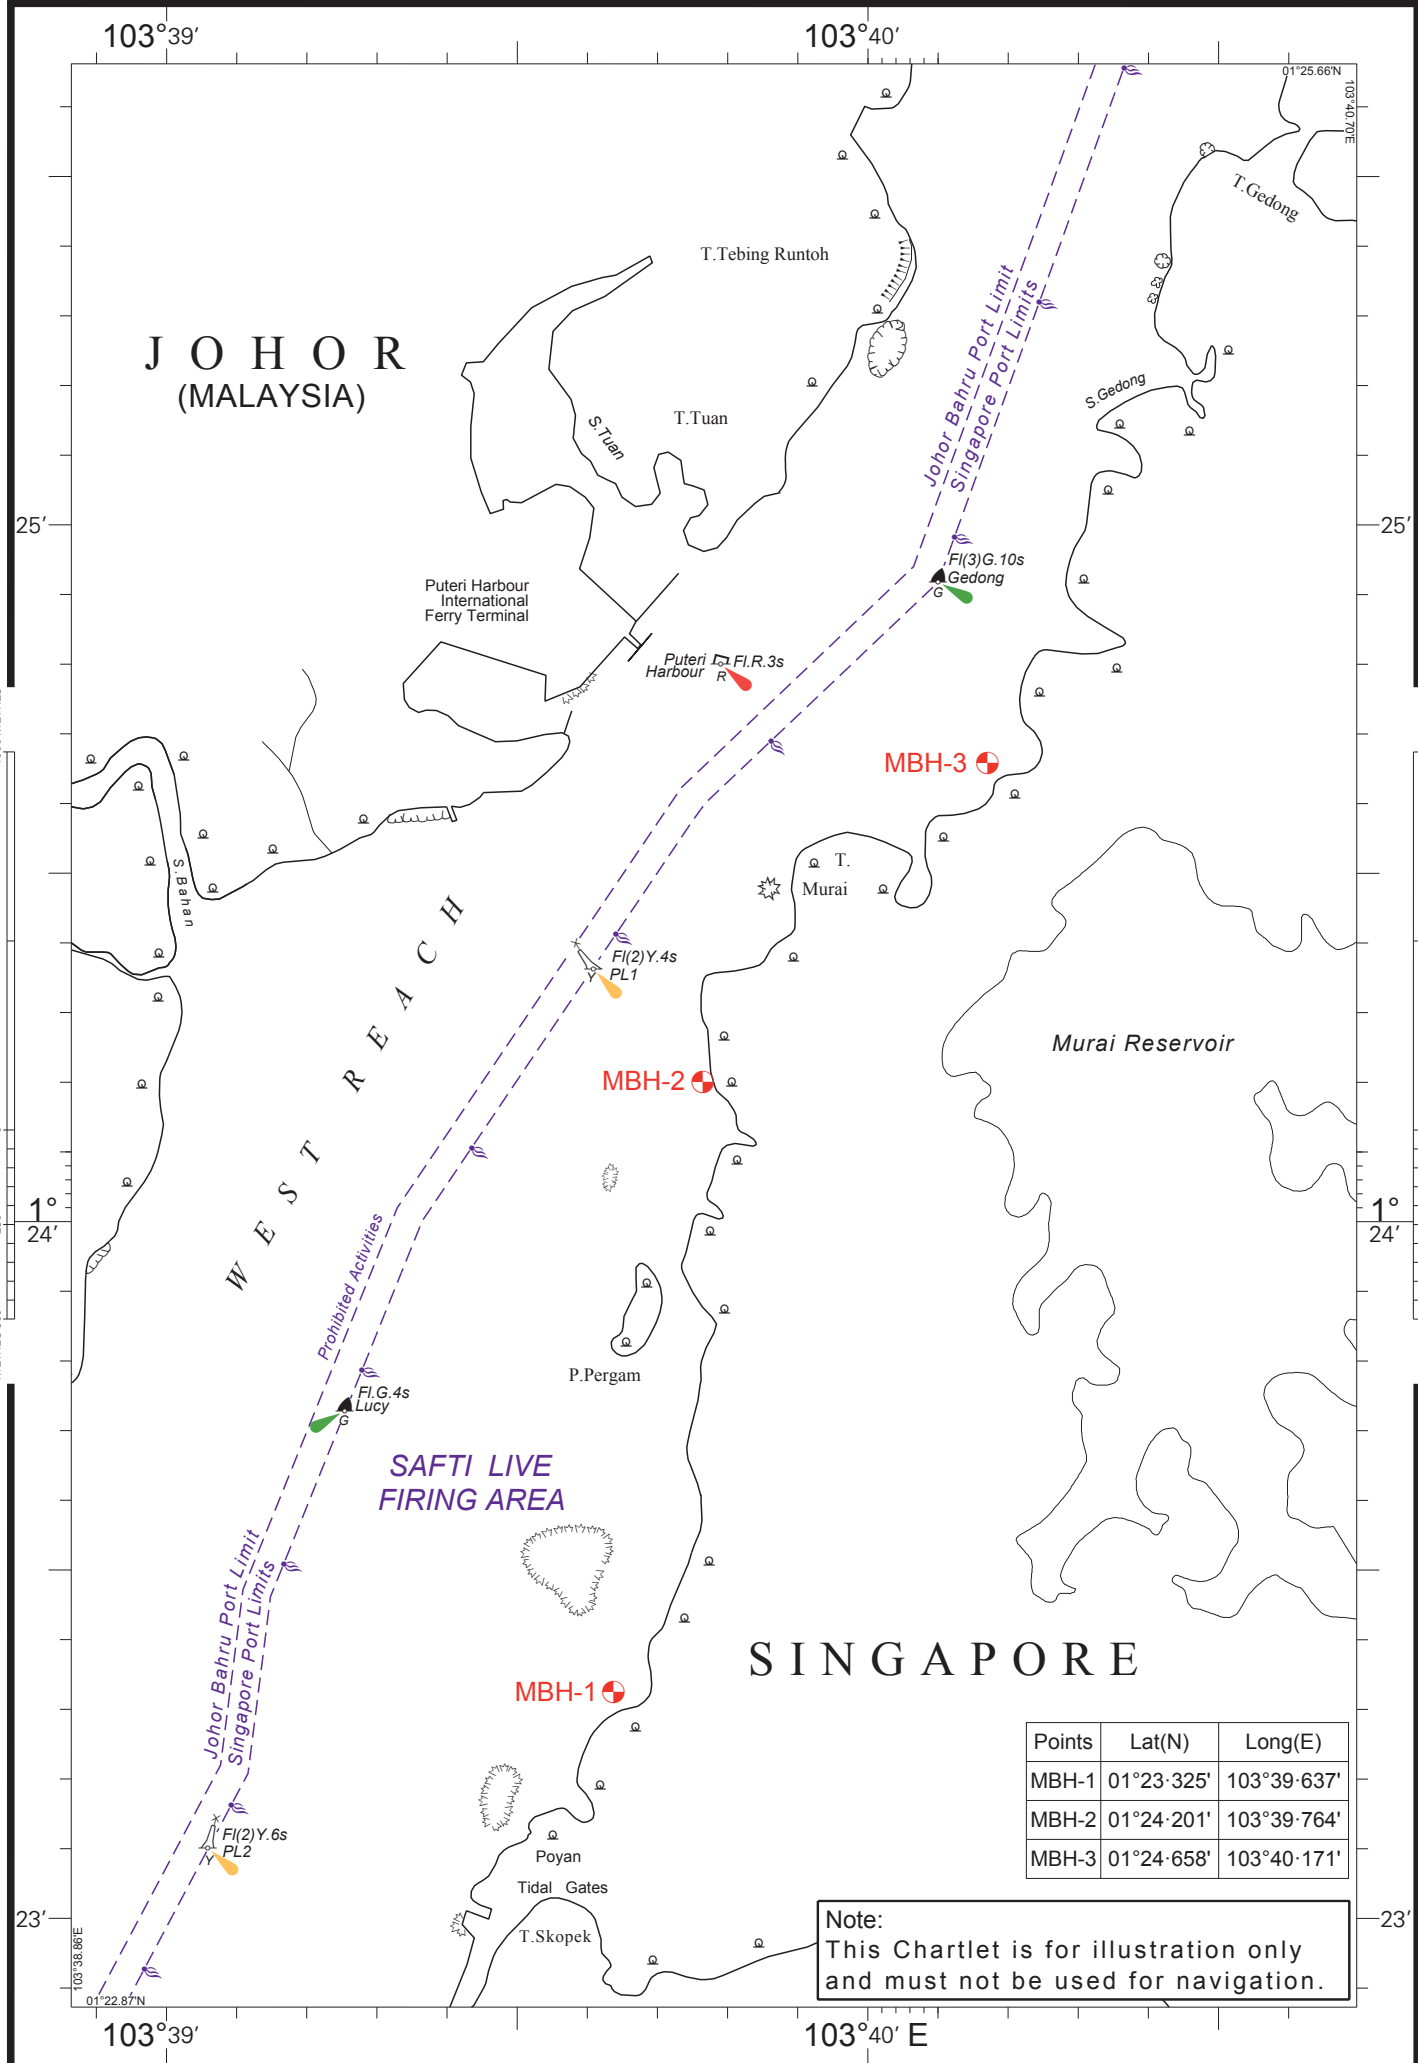 103°39′ 103°40′
01°25.66'N
103°40.70'E
T.Gedong
T.Tebing Runtoh
Johor Bahru Port Limit
Singapore Port Limits
J O H O R
(MALAYSIA)
S.Gedong
T.Tuan
S.Tuan
25′ 25′
Fl(3)G.10s
Gedong
G
Puteri Harbour
International
Ferry Terminal
Puteri
Harbour
Fl.R.3s
R
MBH-3
T.
Murai
S.Bahan
W E S T R E A C H
Fl(2)Y.4s
PL1
Y
Murai Reservoir
MBH-2
1° 1°
24′ 24′
Prohibited Activities
P.Pergam
Fl.G.4s
Lucy
G
SAFTI LIVE
FIRING AREA
Johor Bahru Port Limit
Singapore Port Limits
S I N G A P O R E
MBH-1
Points Lat(N) Long(E)
MBH-1 01°23·325' 103°39·637'
MBH-2 01°24·201' 103°39·764'
MBH-3 01°24·658' 103°40·171'
Fl(2)Y.6s
PL2
Y
Poyan
Tidal Gates
T.Skopek
23′ 23′
Note:
This Chartlet is for illustration only
and must not be used for navigation.
103°38.86'E
01°22.87'N
103°39′ 103°40′ E